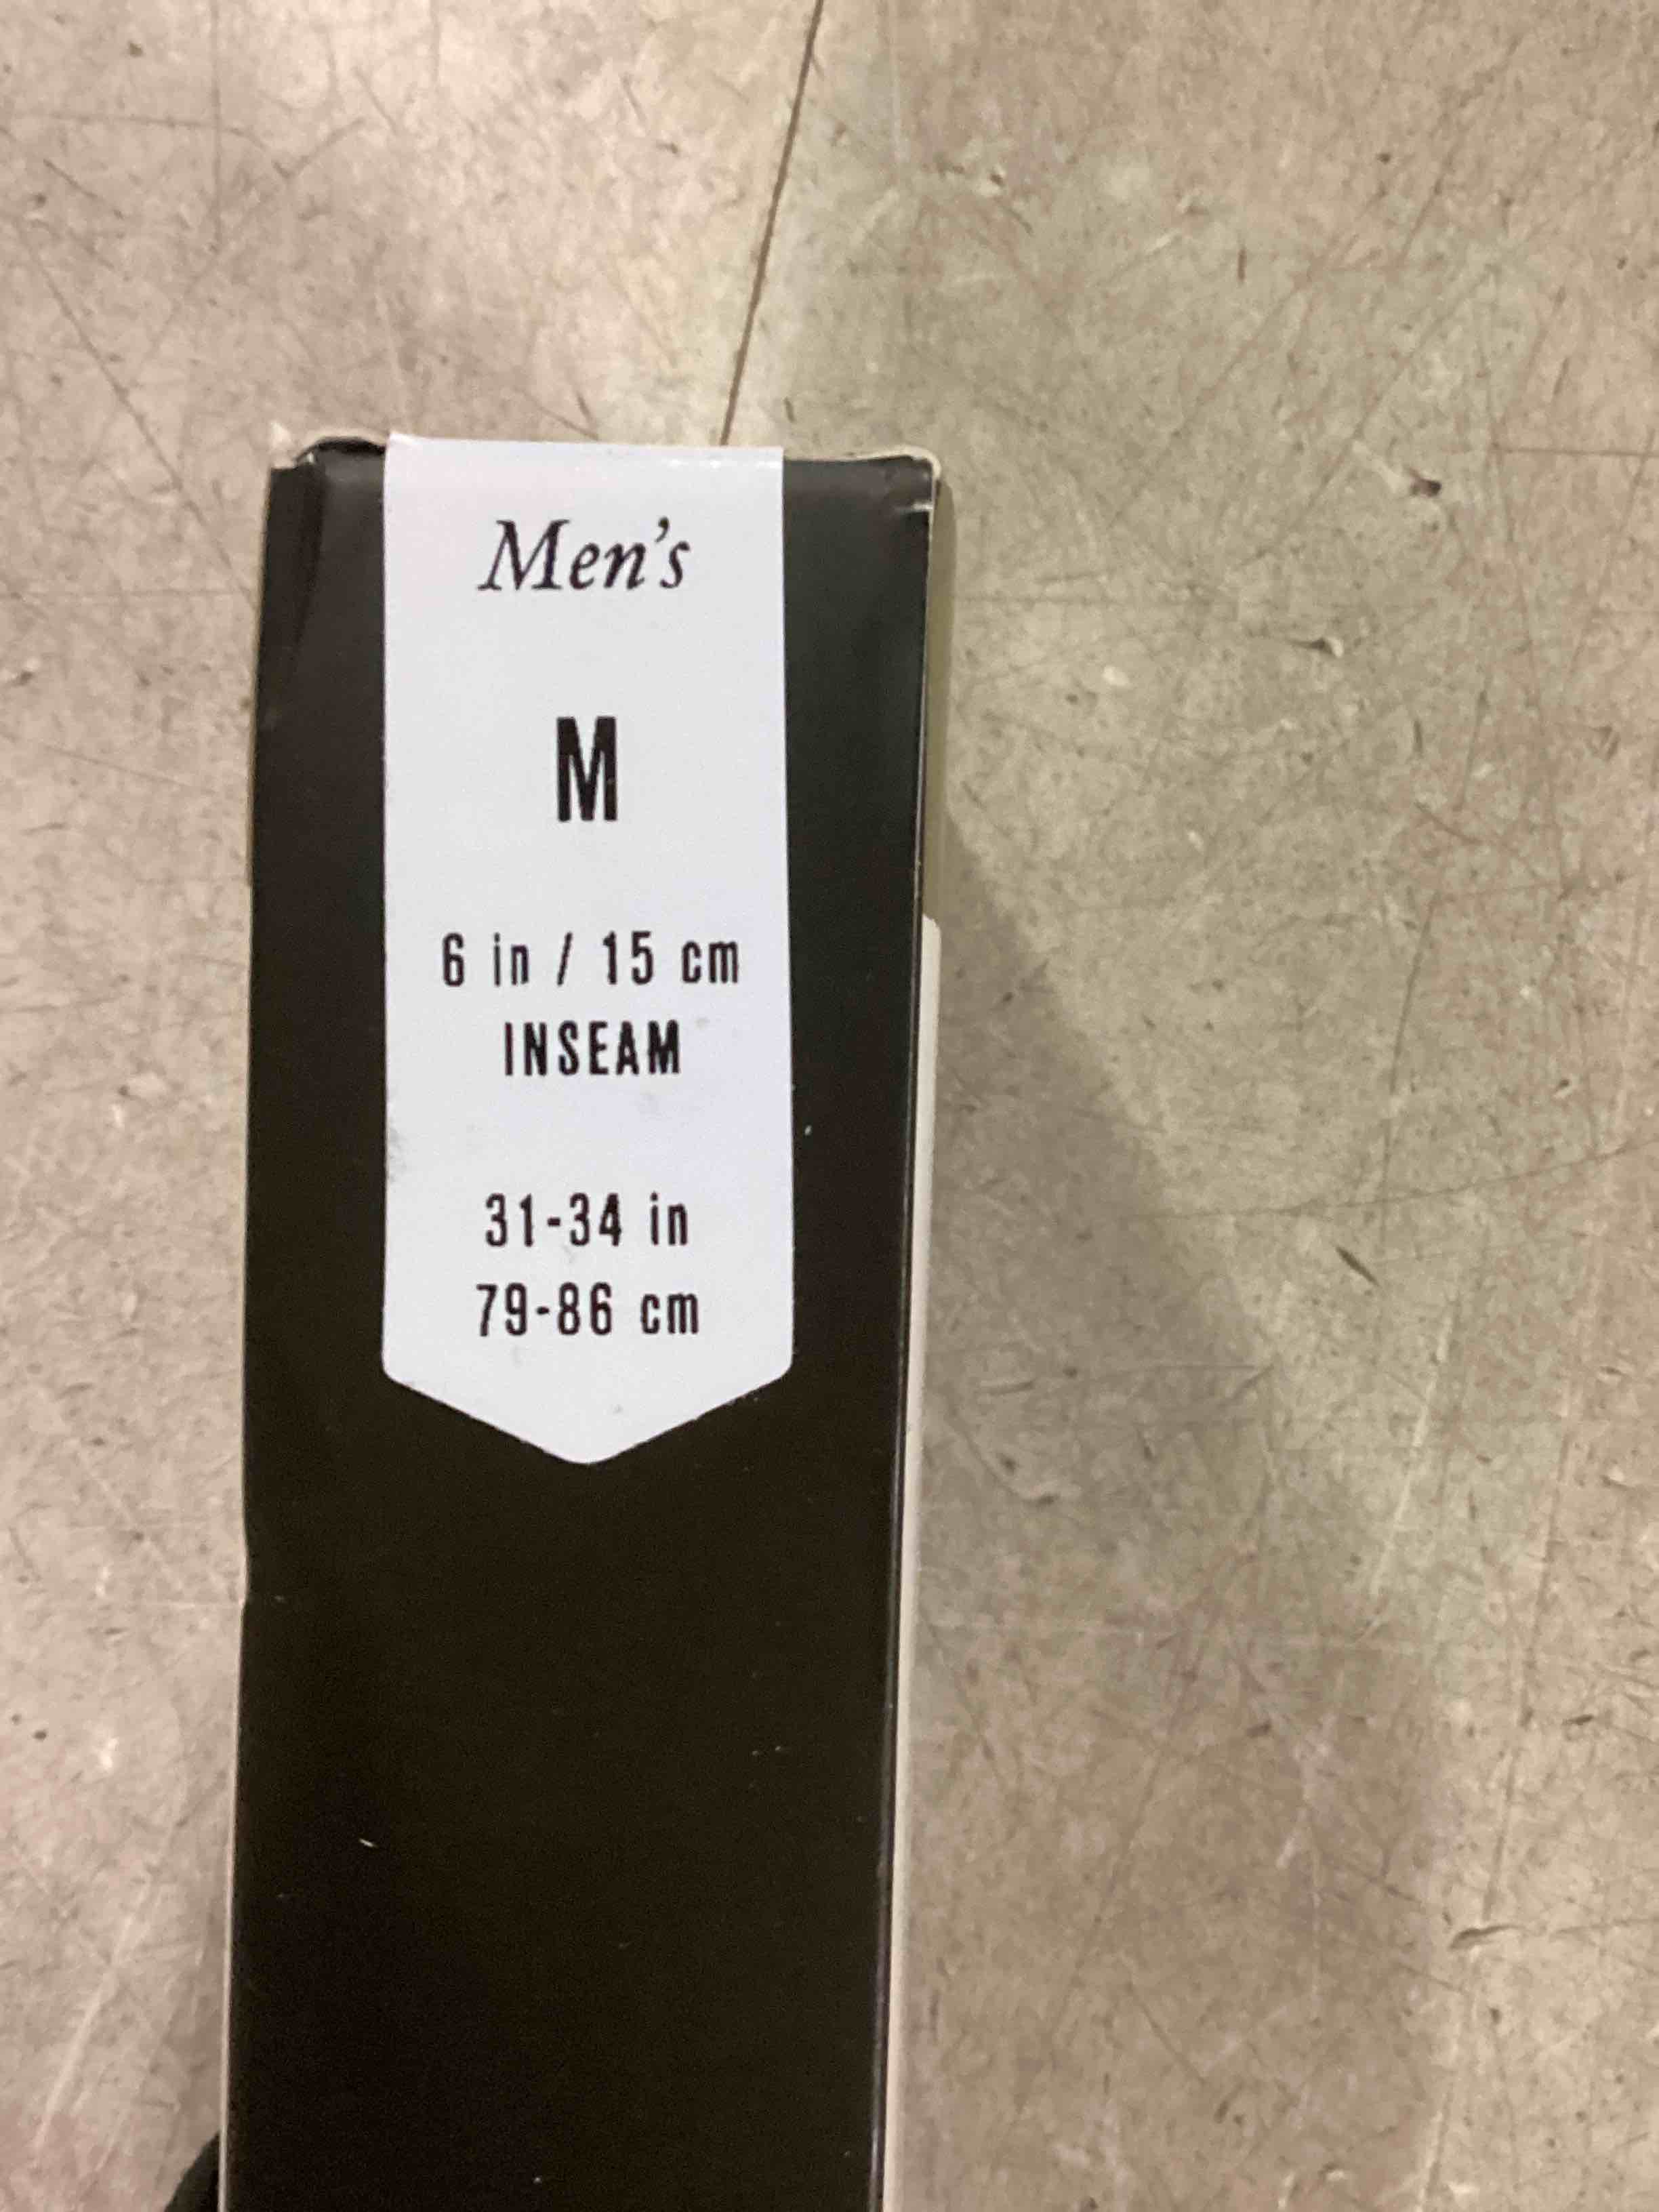 Men's
M
6 in / 15 cm
INSEAM
31-34 in
79-86 cm